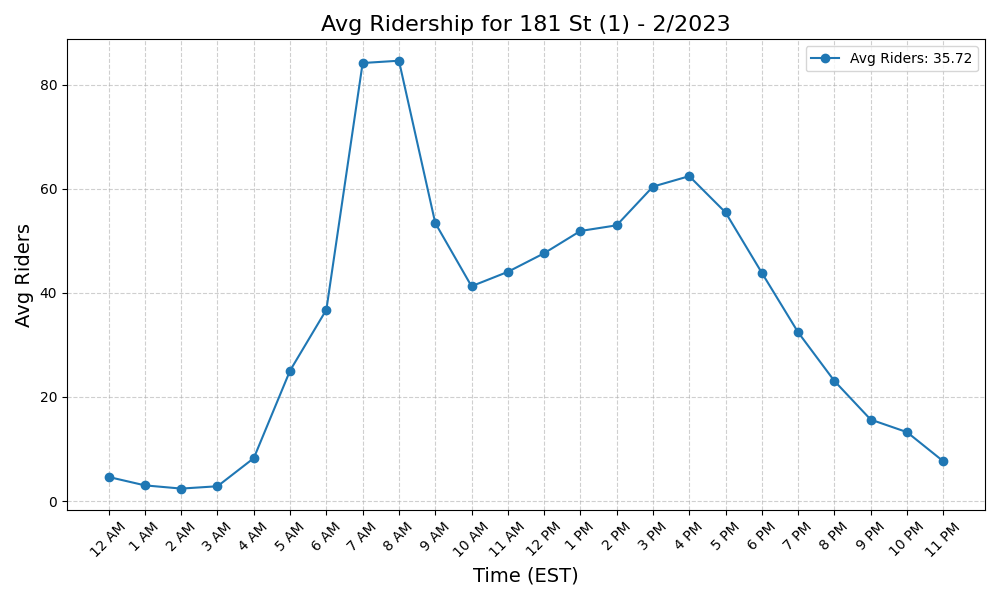 Avg Ridership for 181 St (1) - 2/2023
Avg Riders: 35.72
Avg Riders
80
60
40
20
0
12 AM
1 AM
2 AM
3 AM
4 AM
5 AM
6 AM
7 AM
8 AM
9 AM
10 AM
11 AM
12 PM
1 PM
2 PM
3 PM
4 PM
5 PM
6 PM
7 PM
8 PM
9 PM
10 PM
11 PM
Time (EST)